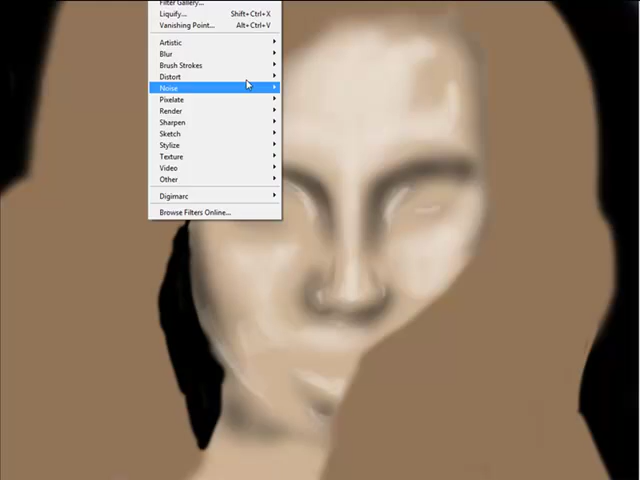 Filter Gallery...
Liquify... Shift+Ctrl+X
Vanishing Point... Alt+Ctrl+V
Artistic
Blur
Brush Strokes
Distort
Noise
Pixelate
Render
Sharpen
Sketch
Stylize
Texture
Video
Other
Digimarc
Browse Filters Online...